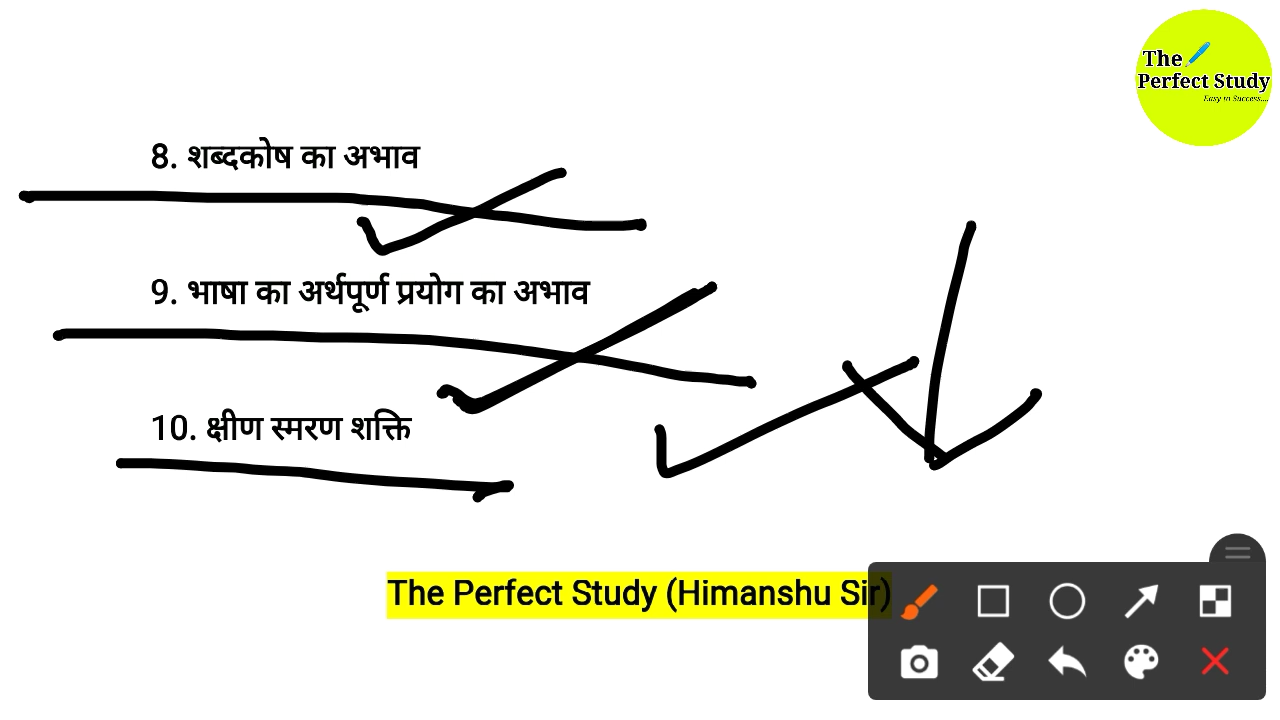 The
Perfect Study
Easy to Success....
8. शब्दकोष का अभाव
9. भाषा का अर्थपूर्ण प्रयोग का अभाव
10. क्षीण स्मरण शक्ति
The Perfect Study (Himanshu Sir)